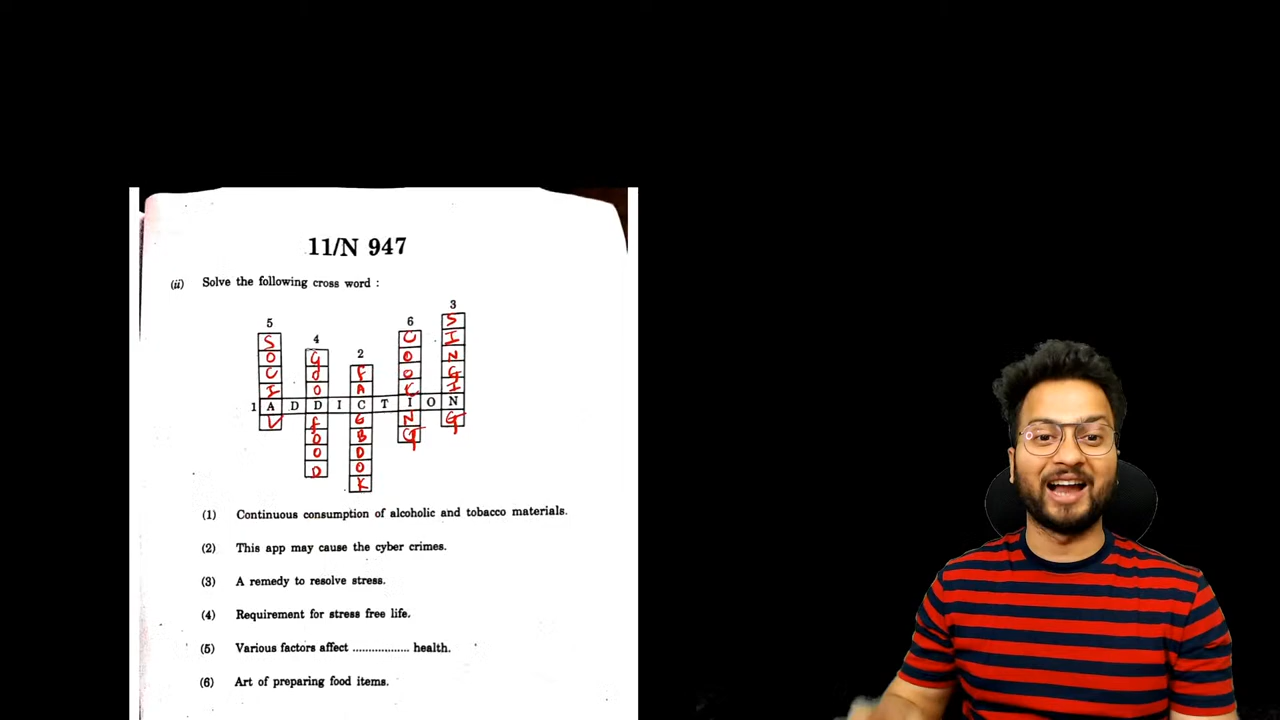 11/N 947
(ii) Solve the following cross word :
3
5 6
4
2
S
S U I
O G O N
U O F O G
I O A K I
1 A D D I C T I O N
L F G N G
O B G
O D
D O
K
(1) Continuous consumption of alcoholic and tobacco materials.
(2) This app may cause the cyber crimes.
(3) A remedy to resolve stress.
(4) Requirement for stress free life.
(5) Various factors affect .................. health.
(6) Art of preparing food items.